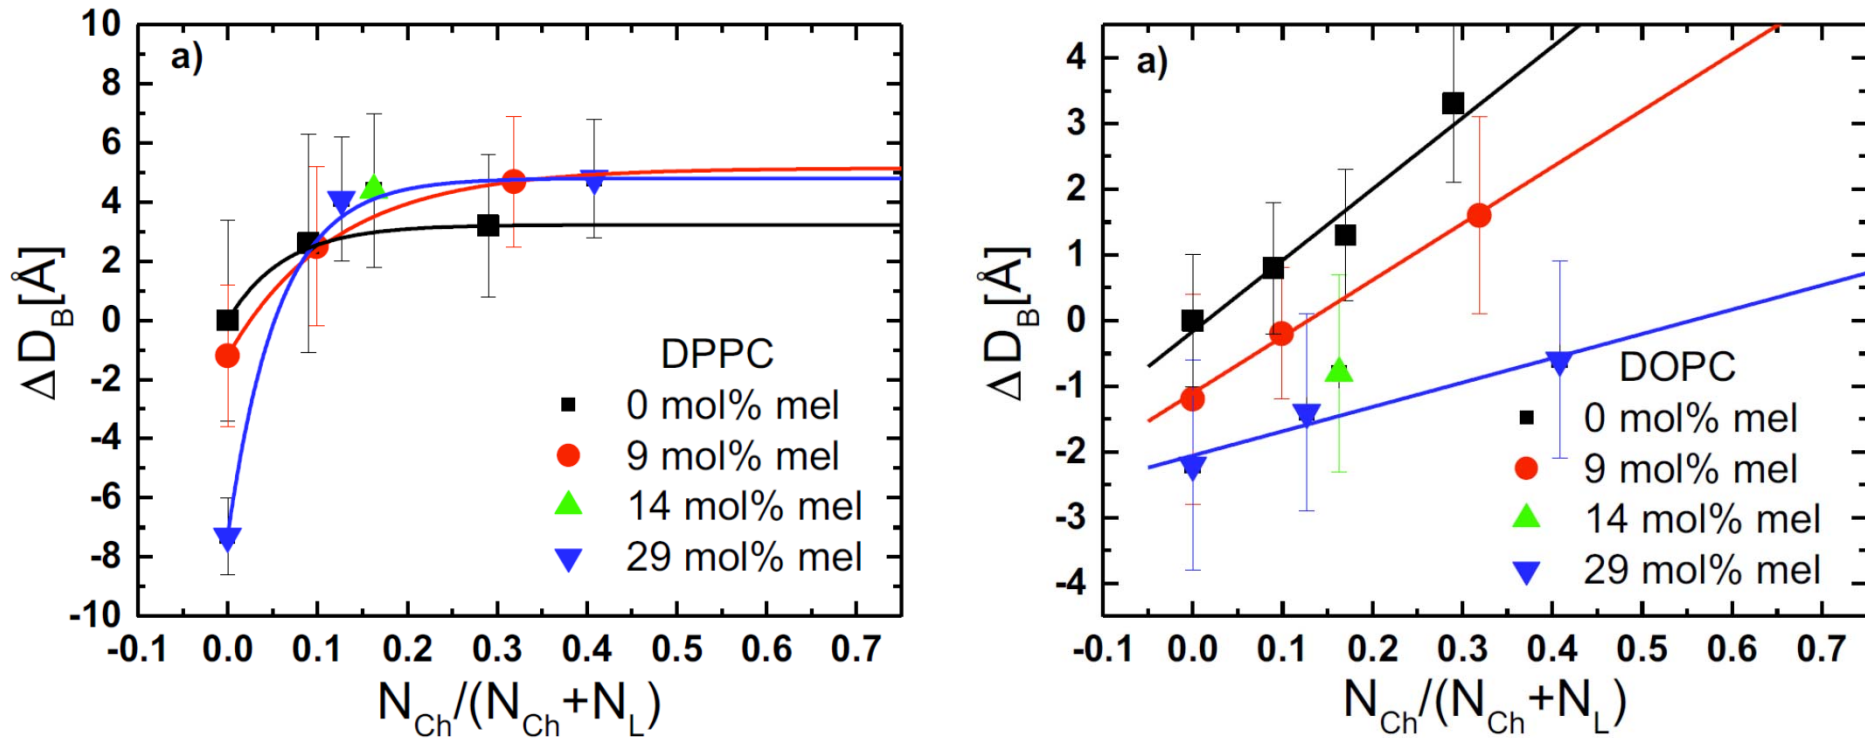 a)
10
8
6
4
2
0
-2
-4
-6
-8
-10
Δ D_B[Å]
DPPC
0 mol% mel
9 mol% mel
14 mol% mel
29 mol% mel
-0.1 0.0 0.1 0.2 0.3 0.4 0.5 0.6 0.7
N_Ch/(N_Ch+N_L)
a)
4
3
2
1
0
-1
-2
-3
-4
Δ D_B[Å]
DOPC
0 mol% mel
9 mol% mel
14 mol% mel
29 mol% mel
-0.1 0.0 0.1 0.2 0.3 0.4 0.5 0.6 0.7
N_Ch/(N_Ch+N_L)